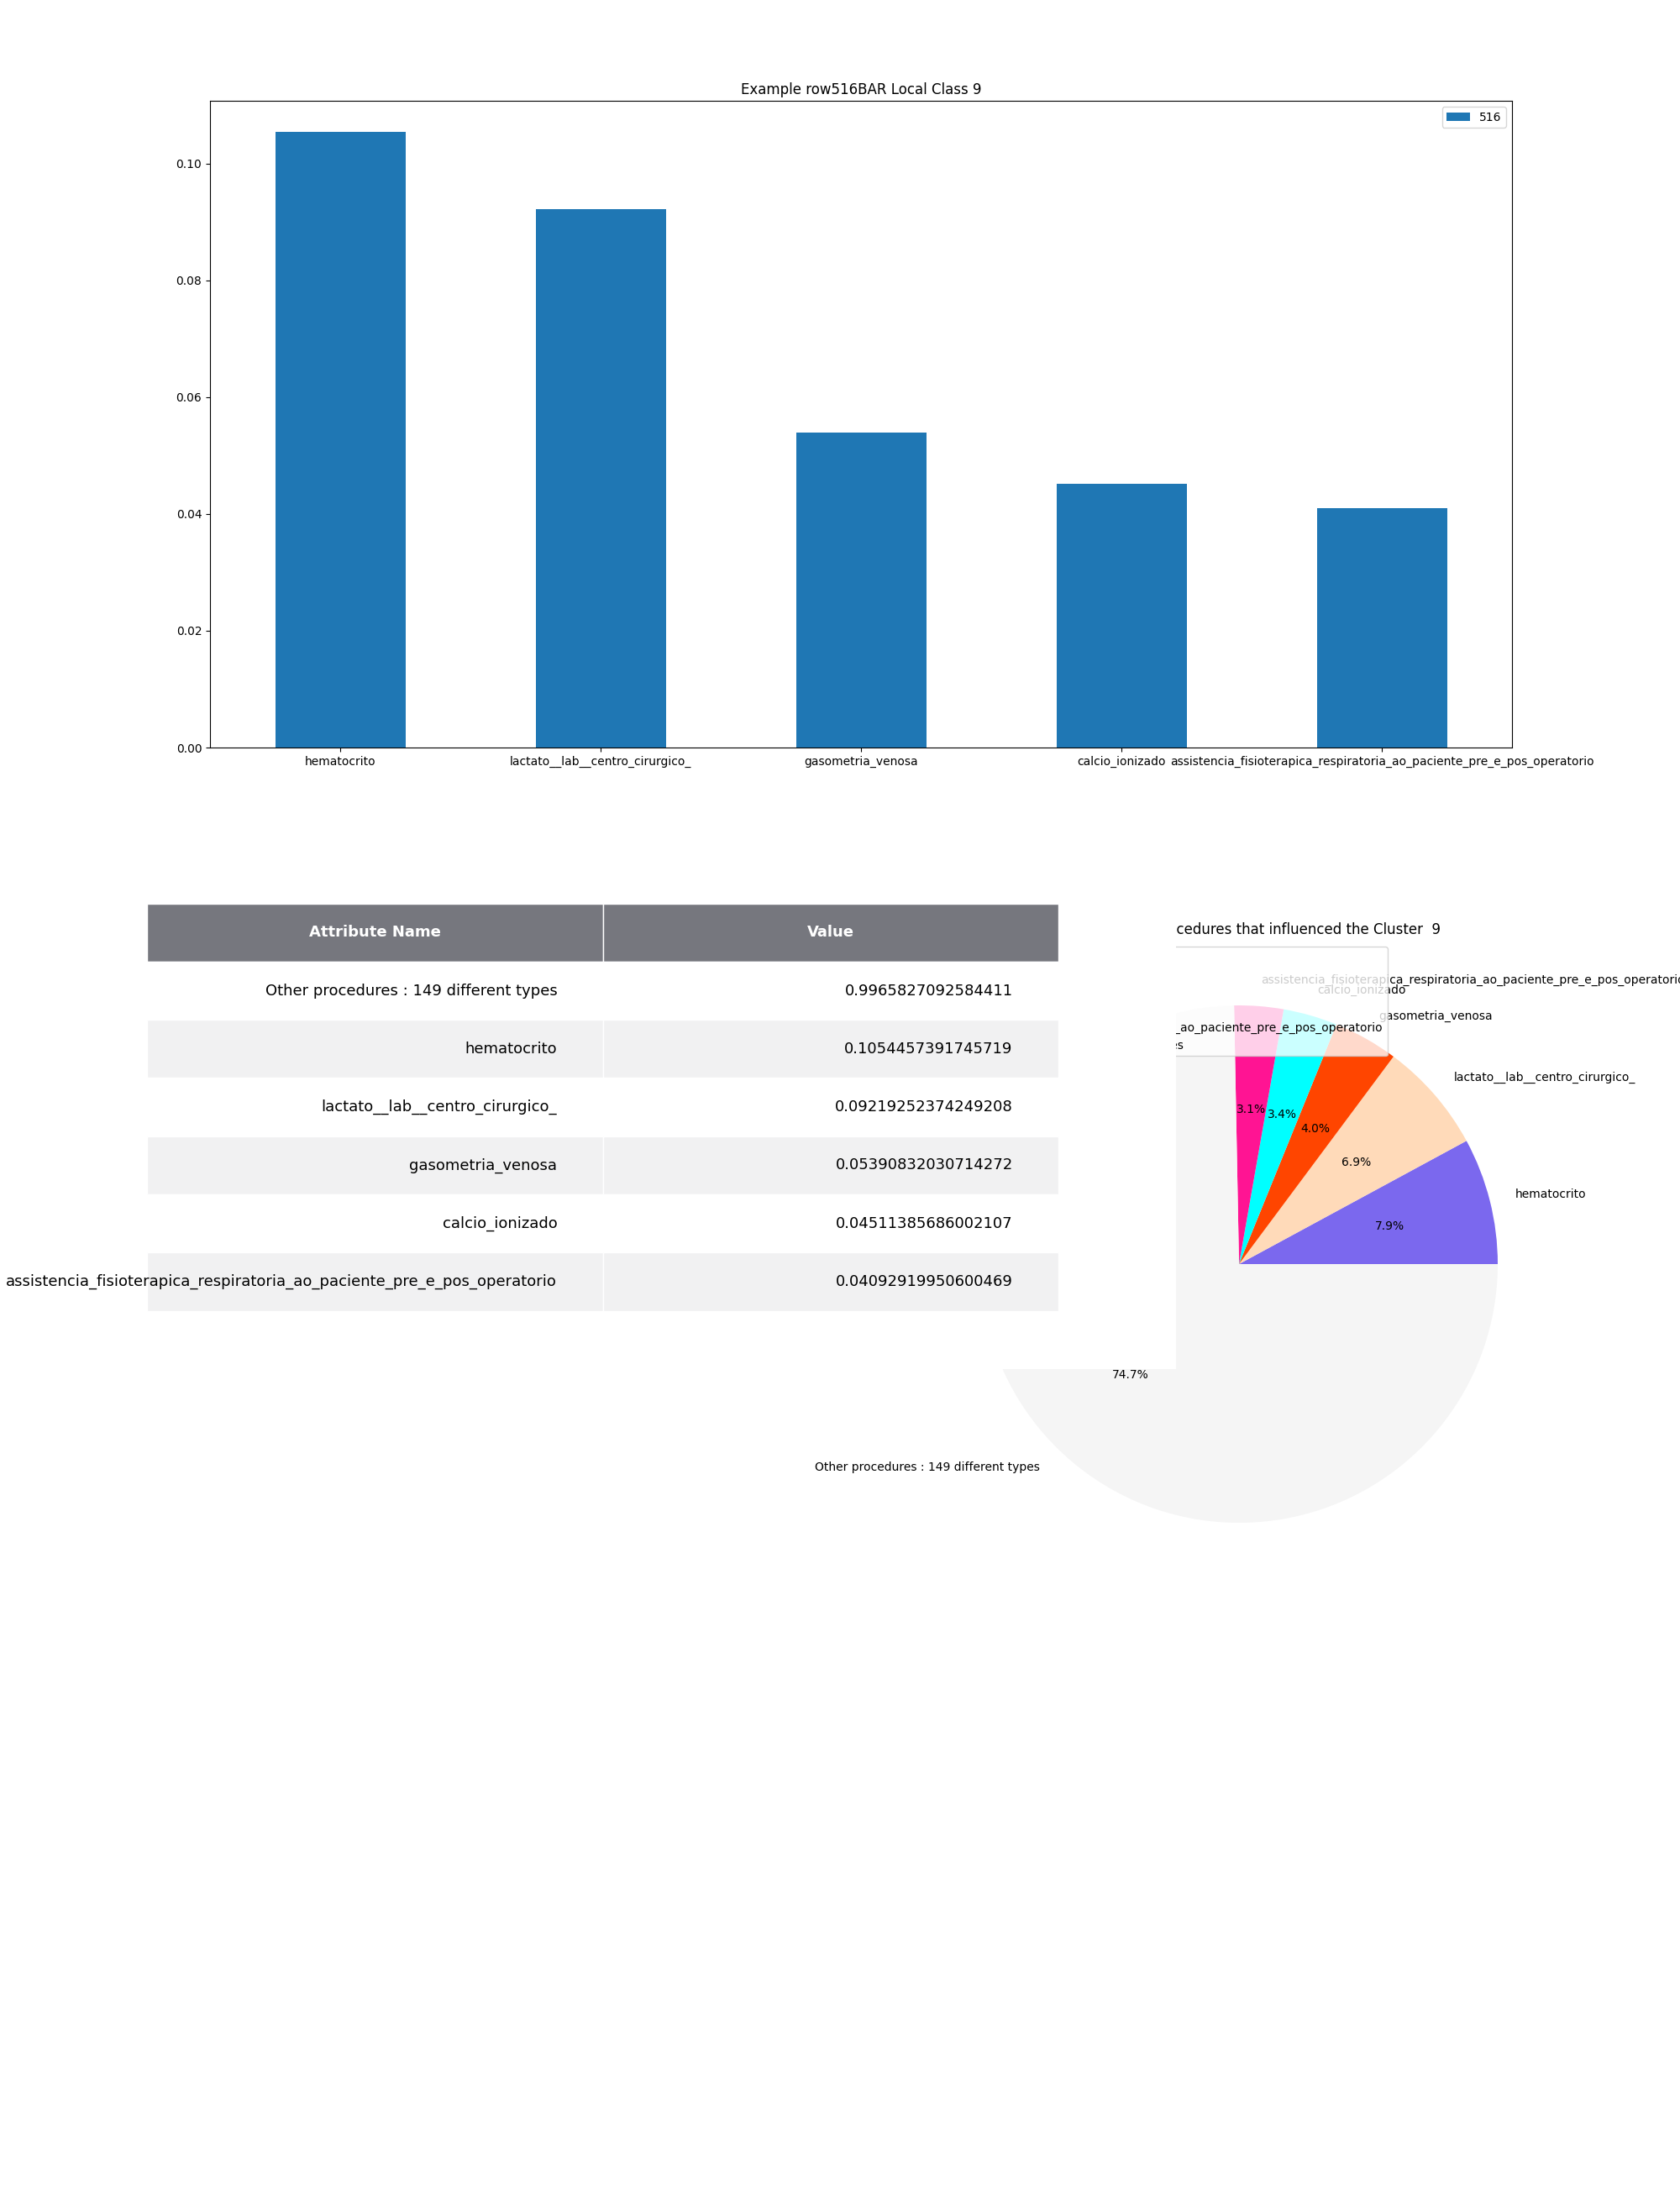 Example row516BAR Local Class 9
516
0.10
0.08
0.06
0.04
0.02
0.00
hematocrito
lactato__lab__centro_cirurgico_
gasometria_venosa
calcio_ionizado
assistencia_fisioterapica_respiratoria_ao_paciente_pre_e_pos_operatorio
Attribute Name Value
Other procedures : 149 different types 0.9965827092584411
hematocrito 0.1054457391745719
lactato__lab__centro_cirurgico_ 0.09219252374249208
gasometria_venosa 0.05390832030714272
calcio_ionizado 0.04511385686002107
assistencia_fisioterapica_respiratoria_ao_paciente_pre_e_pos_operatorio 0.04092919950600469
cedures that influenced the Cluster 9
assistencia_fisioterapica_respiratoria_ao_paciente_pre_e_pos_operatorio
calcio_ionizado
gasometria_venosa
_ao_paciente_pre_e_pos_operatorio
es
lactato__lab__centro_cirurgico_
3.1%
3.4%
4.0%
6.9%
hematocrito
7.9%
74.7%
Other procedures : 149 different types